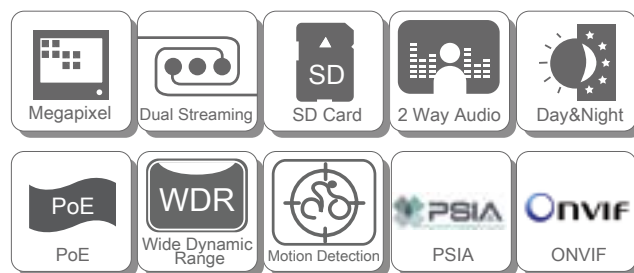 SD
Megapixel
Dual Streaming
SD Card
2 Way Audio
Day&Night
PoE
WDR
PSIA
ONVIF
PoE
Wide Dynamic
Range
Motion Detection
PSIA
ONVIF